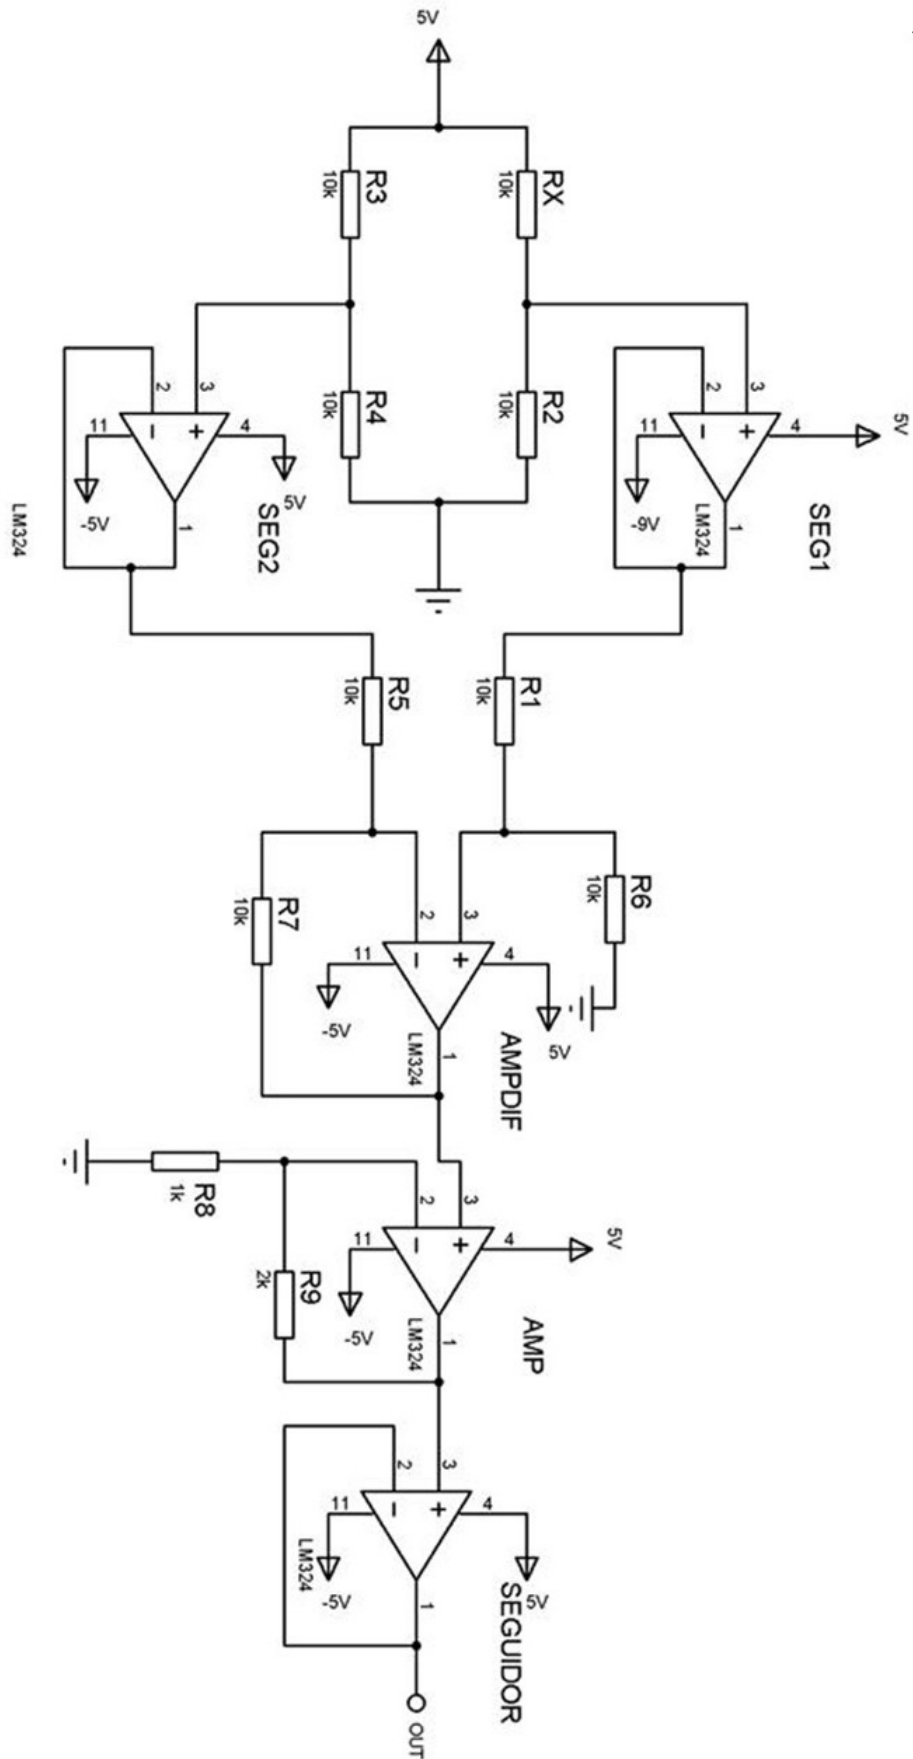 5V
R3
10k
RX
10k
R4
10k
R2
10k
2
3
11
4
-
+
-5V
5V
1
SEG2
LM324
2
3
11
4
-
+
5V
-9V
LM324
1
SEG1
R5
10k
R1
10k
R6
10k
R7
10k
2
3
11
4
-
+
-5V
5V
LM324
1
AMPDIF
R8
1k
R9
2k
2
3
11
4
-
+
5V
-5V
LM324
1
AMP
2
3
11
4
-
+
LM324
-5V
5V
1
SEGUIDOR
OUT